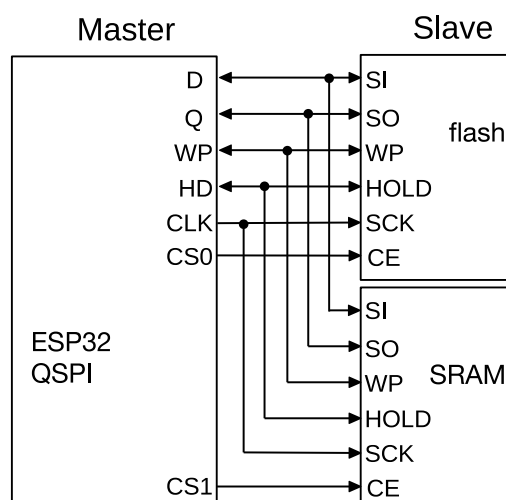 Master
Slave
D
Q
WP
HD
CLK
CS0
ESP32
QSPI
CS1
SI
SO
flash
WP
HOLD
SCK
CE
SI
SO
WP
SRAM
HOLD
SCK
CE